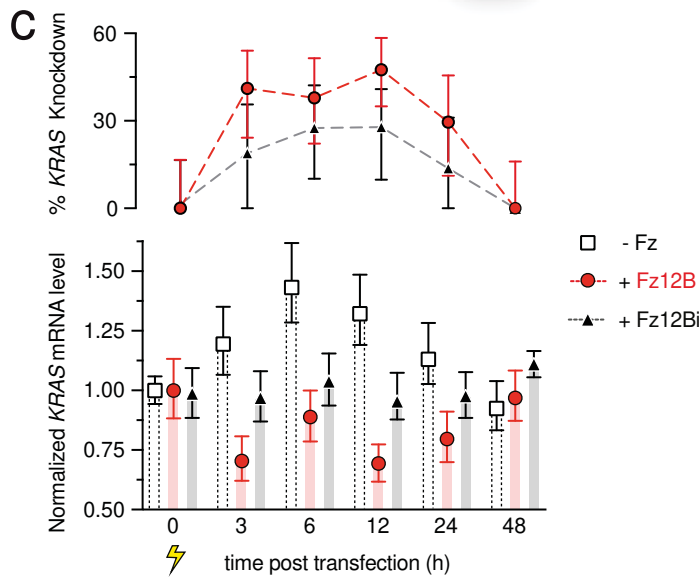 C
% KRAS Knockdown
60
30
0
Normalized KRAS mRNA level
1.50
1.25
1.00
0.75
0.50
0 3 6 12 24 48
time post transfection (h)
- Fz
+ Fz12B
+ Fz12Bi